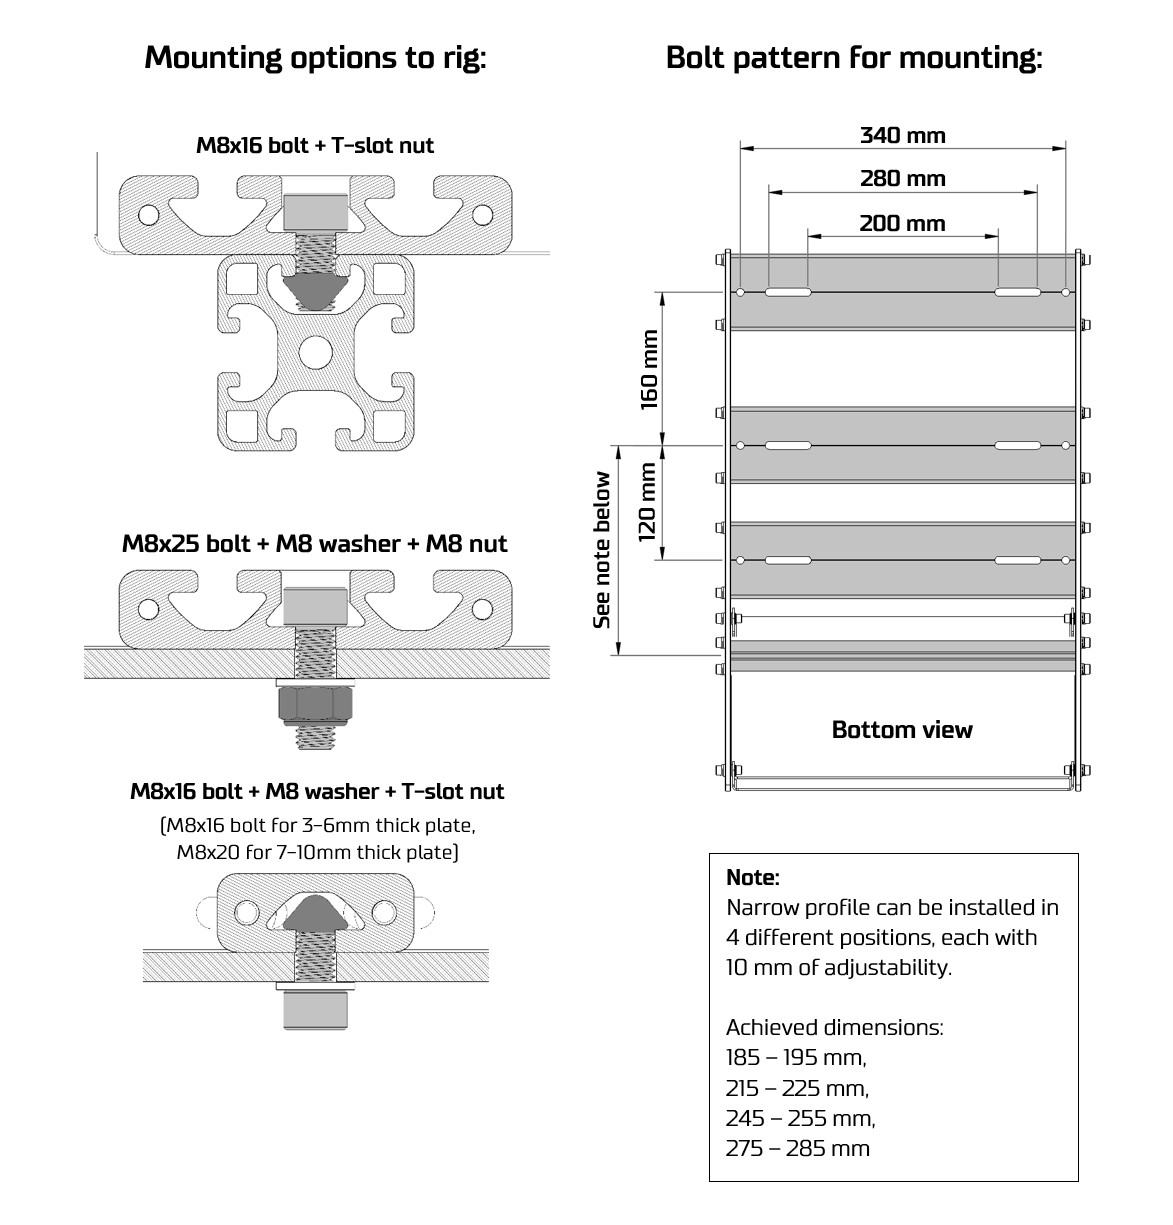 Mounting options to rig:
M8x16 bolt + T-slot nut
M8x25 bolt + M8 washer + M8 nut
M8x16 bolt + M8 washer + T-slot nut
(M8x16 bolt for 3-6mm thick plate,
M8x20 for 7-10mm thick plate)
Bolt pattern for mounting:
340 mm
280 mm
200 mm
160 mm
120 mm
See note below
Bottom view
Note:
Narrow profile can be installed in
4 different positions, each with
10 mm of adjustability.
Achieved dimensions:
185 – 195 mm,
215 – 225 mm,
245 – 255 mm,
275 – 285 mm